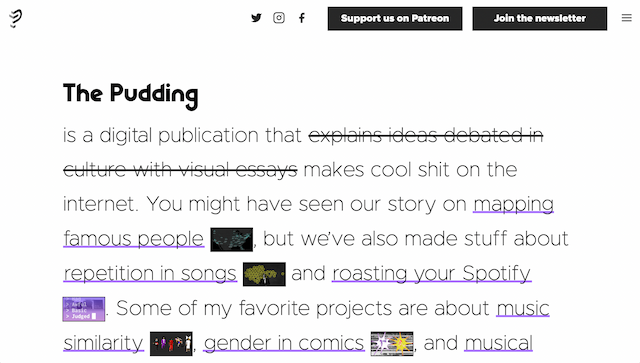 Support us on Patreon
Join the newsletter
The Pudding
is a digital publication that explains ideas debated in
culture with visual essays makes cool shit on the
internet. You might have seen our story on mapping
famous people , but we've also made stuff about
repetition in songs and roasting your Spotify
. Some of my favorite projects are about music
similarity , gender in comics , and musical